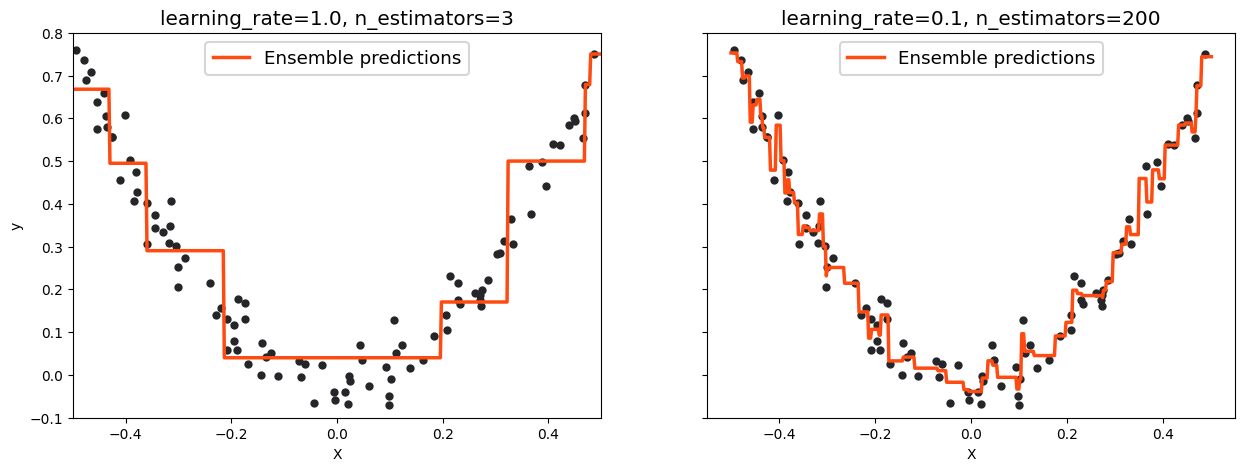 learning_rate=1.0, n_estimators=3
Ensemble predictions
0.8
0.7
0.6
0.5
0.4
0.3
0.2
0.1
0.0
−0.1
y
−0.4
−0.2
0.0
0.2
0.4
X
learning_rate=0.1, n_estimators=200
Ensemble predictions
−0.4
−0.2
0.0
0.2
0.4
X